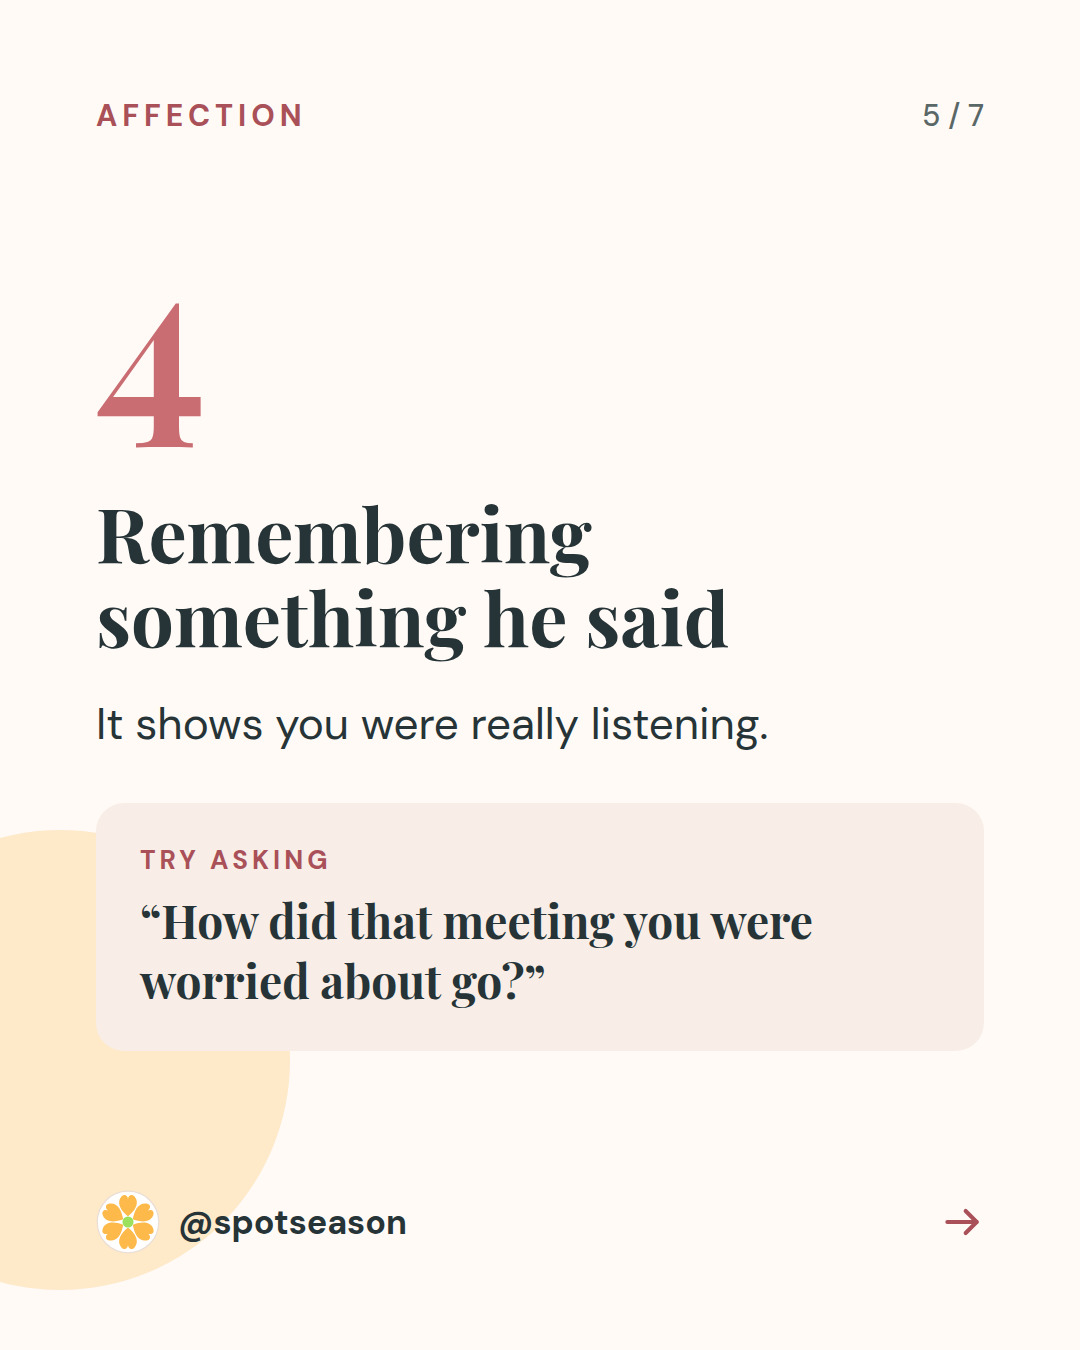 AFFECTION
5 / 7
4
Remembering
something he said
It shows you were really listening.
TRY ASKING
“How did that meeting you were
worried about go?”
@spotseason